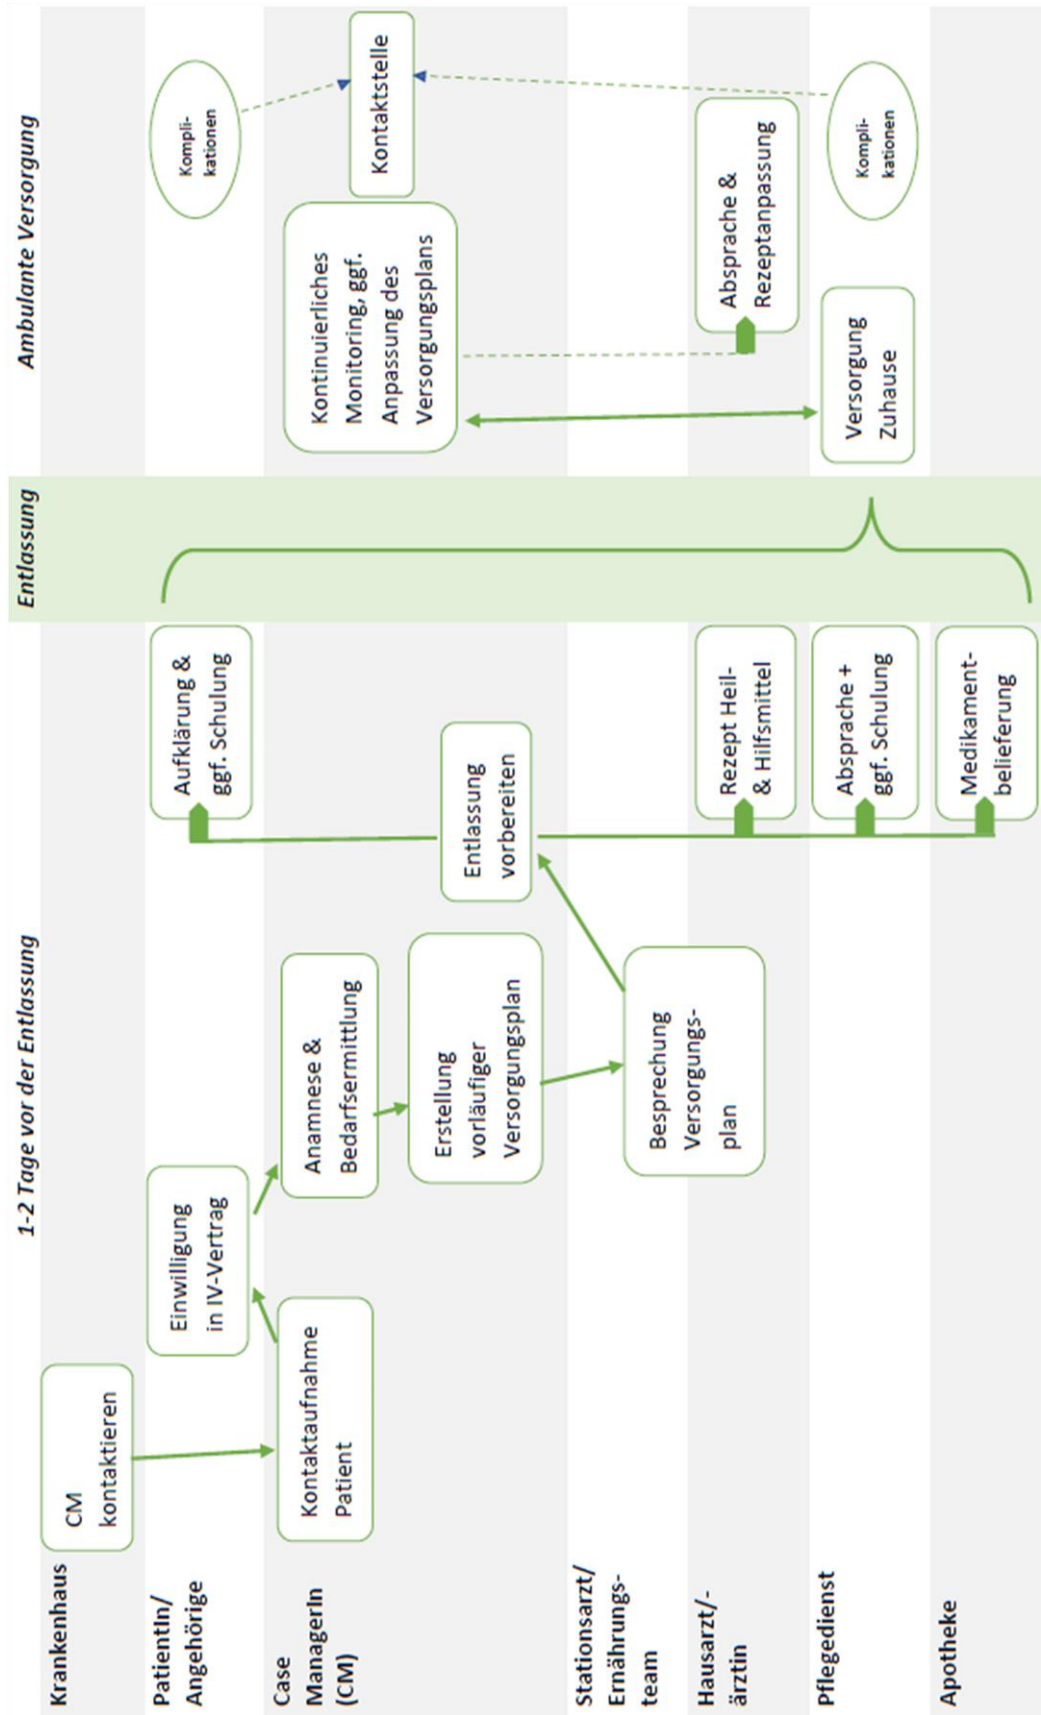 1-2 Tage vor der Entlassung
Entlassung
Ambulante Versorgung
Krankenhaus
CM
kontaktieren
PatientIn/
Angehörige
Einwilligung
in IV-Vertrag
Aufklärung &
ggf. Schulung
Kompli-
kationen
Case
ManagerIn
(CM)
Kontaktaufnahme
Patient
Anamnese &
Bedarfsermittlung
Erstellung
vorläufiger
Versorgungsplan
Entlassung
vorbereiten
Kontinuierliches
Monitoring, ggf.
Anpassung des
Versorgungsplans
Kontaktstelle
Stationsarzt/
Ernährungs-
team
Besprechung
Versorgungs-
plan
Hausarzt/-
ärztin
Rezept Heil-
& Hilfsmittel
Absprache &
Rezeptanpassung
Pflegedienst
Absprache +
ggf. Schulung
Versorgung
Zuhause
Kompli-
kationen
Apotheke
Medikament-
belieferung